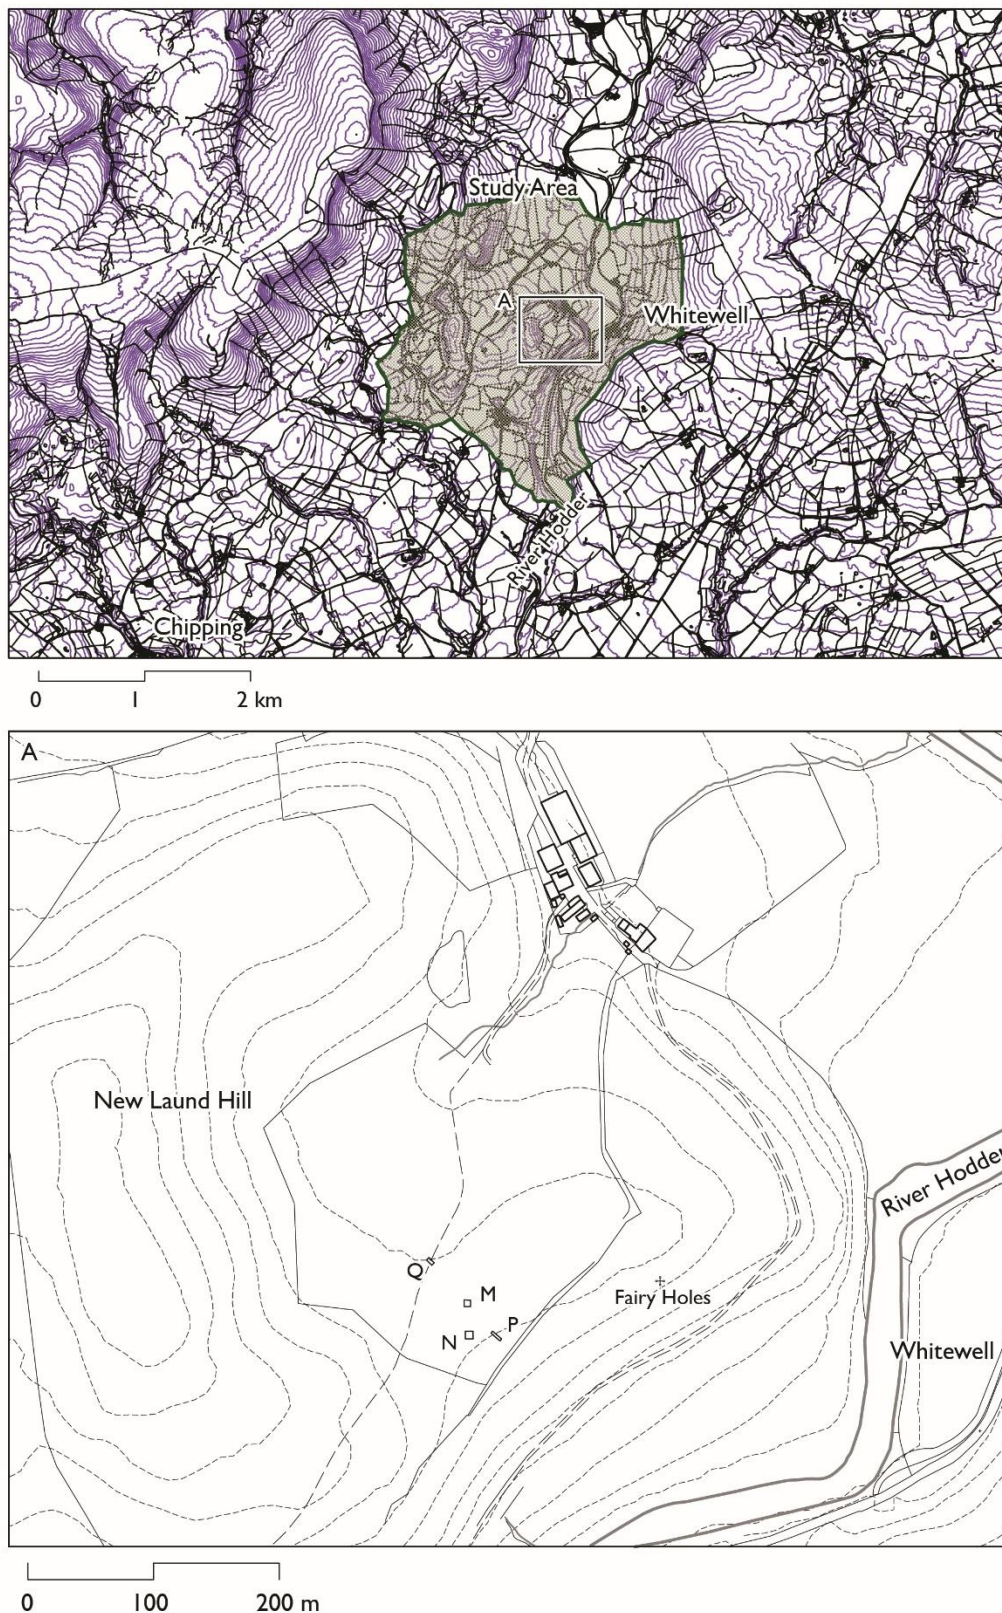 Study Area
A
Whitewell
River Hodder
Chipping
0 1 2 km
A
New Laund Hill
River Hodder
Q
M
Fairy Holes
P
N
Whitewell
0 100 200 m